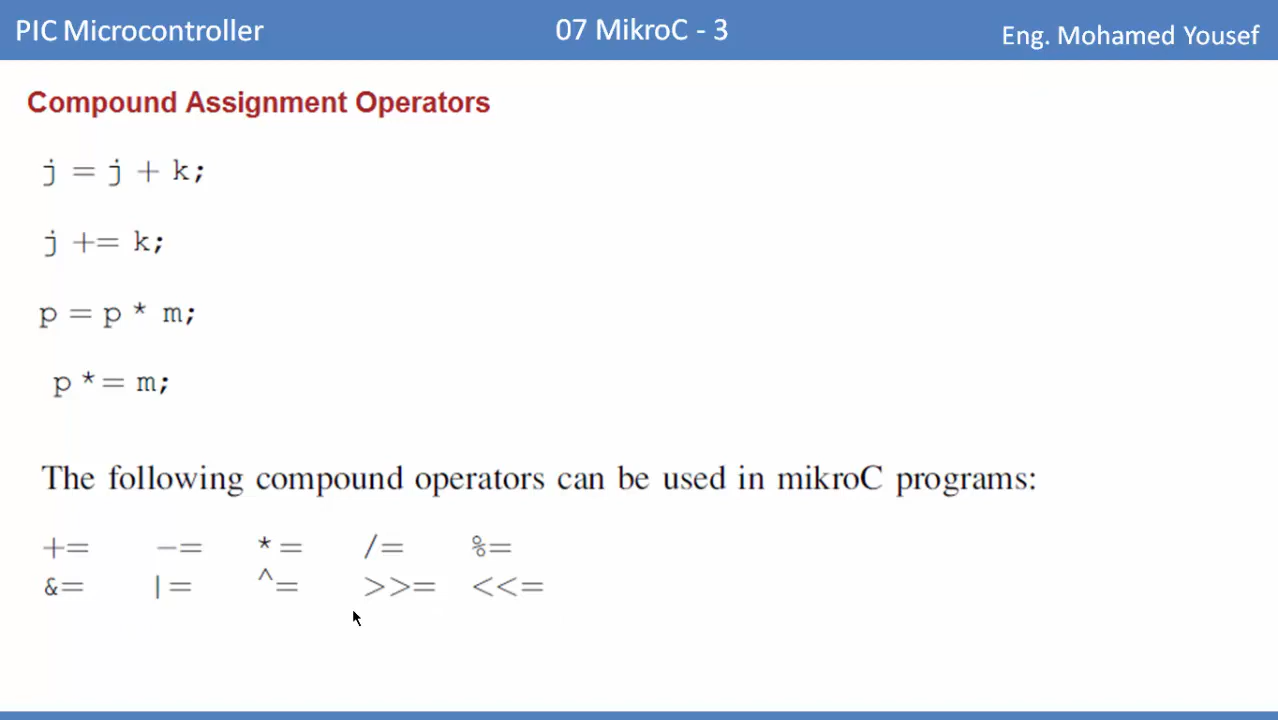 PIC Microcontroller 07 MikroC - 3 Eng. Mohamed Yousef
Compound Assignment Operators
j = j + k;
j += k;
p = p * m;
p *= m;
The following compound operators can be used in mikroC programs:
+= -= *= /= %=
&= |= ^= >>= <<=